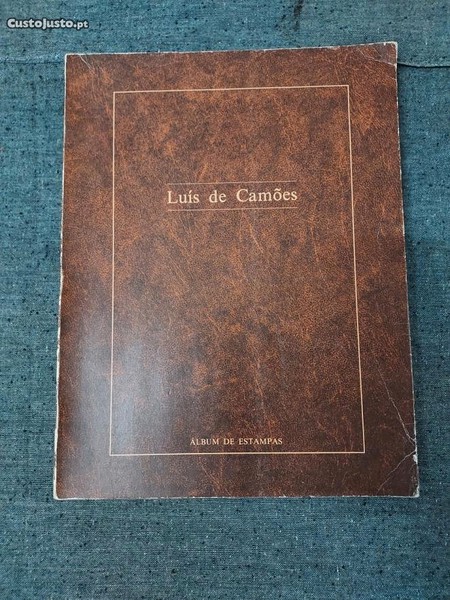 CustoJusto.pt
Luís de Camões
ÁLBUM DE ESTAMPAS